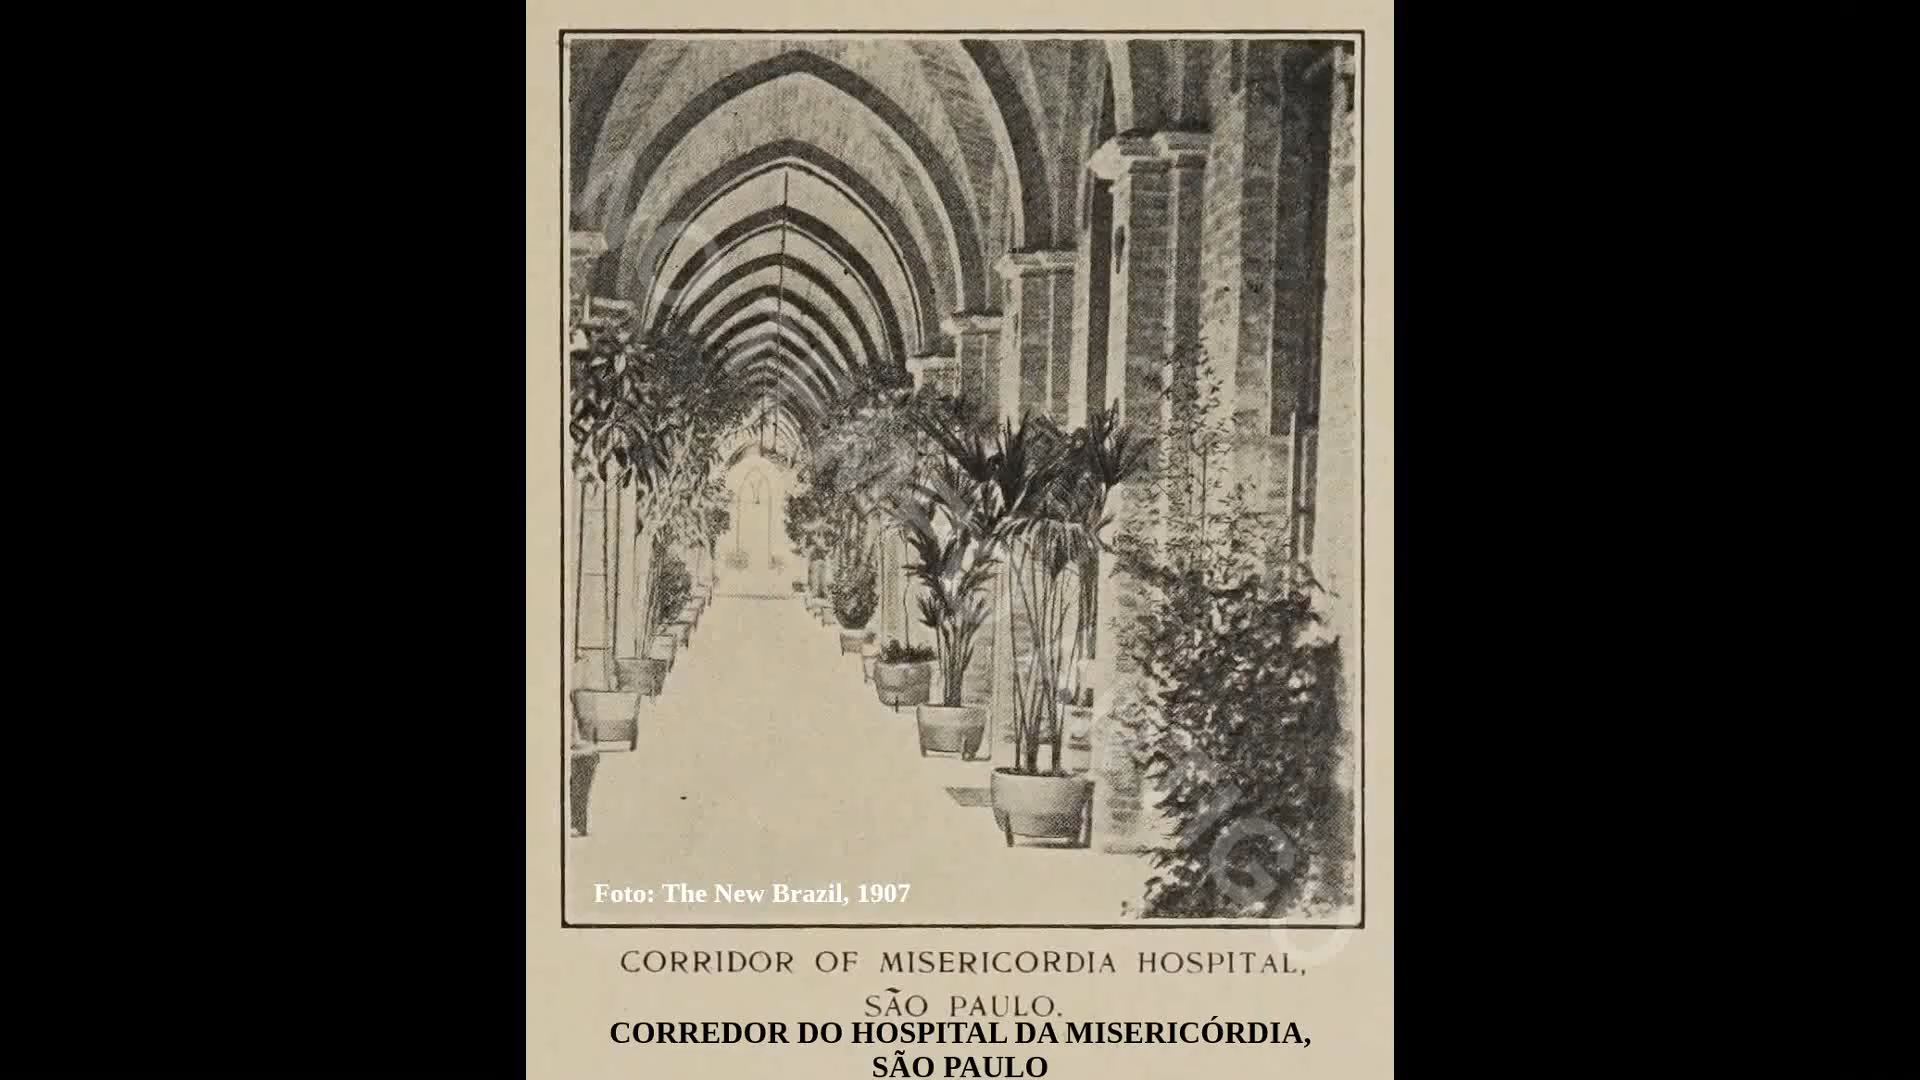 Foto: The New Brazil, 1907
CORRIDOR OF MISERICORDIA HOSPITAL,
SÃO PAULO.
CORREDOR DO HOSPITAL DA MISERICÓRDIA,
SÃO PAULO